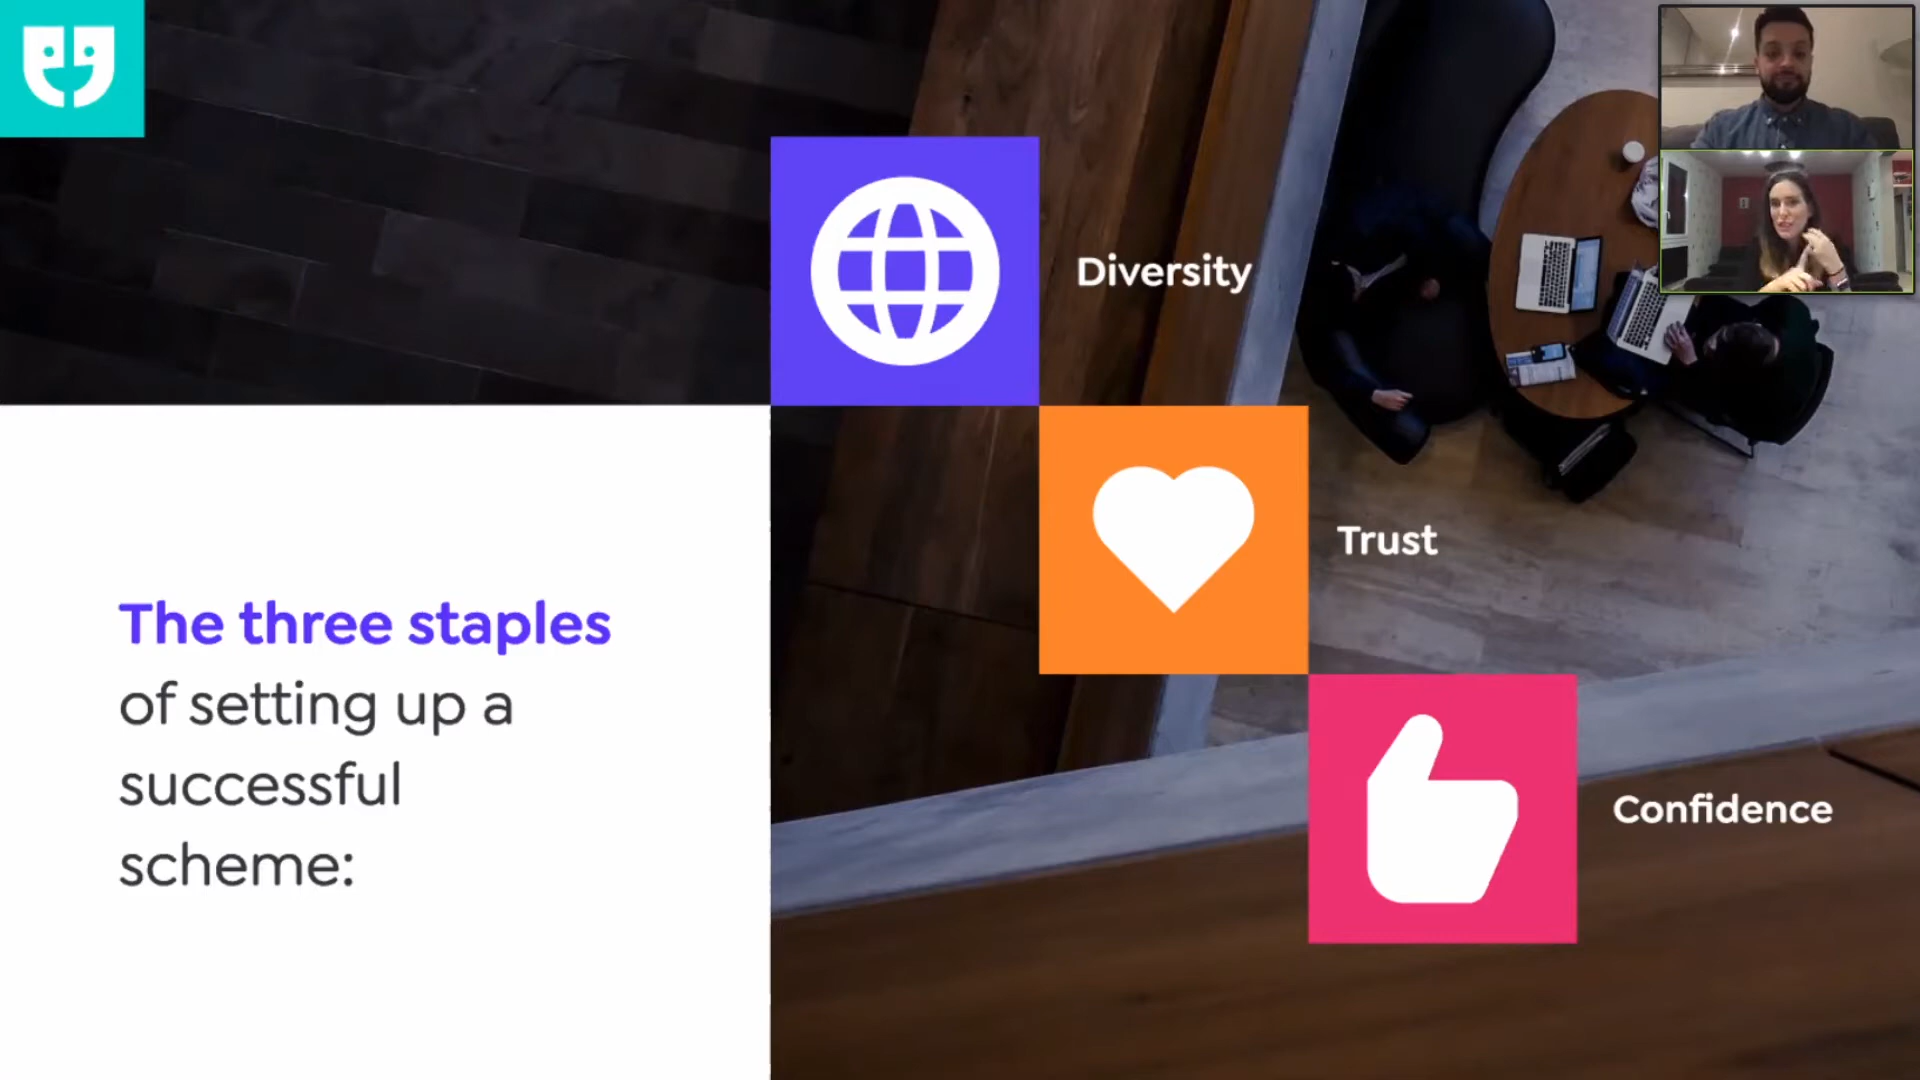 The three staples
of setting up a
successful
scheme:
Diversity
Trust
Confidence